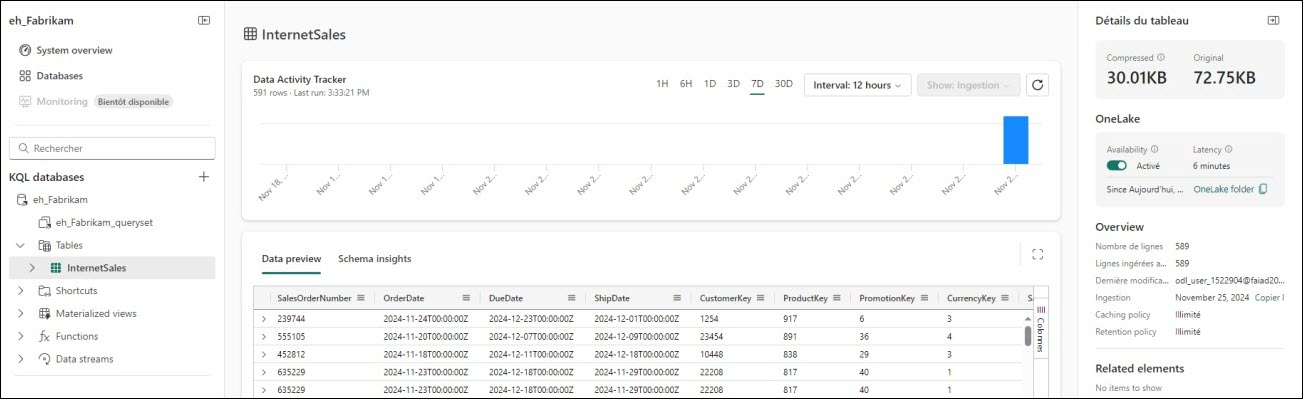 eh_Fabrikam
System overview
Databases
Monitoring Bientôt disponible
Rechercher
KQL databases
eh_Fabrikam
eh_Fabrikam_queryset
Tables
InternetSales
Shortcuts
Materialized views
Functions
Data streams
InternetSales
Data Activity Tracker
591 rows · Last run: 3:33:21 PM
1H 6H 1D 3D 7D 30D Interval: 12 hours Show: Ingestion
Nov 18, ... Nov 1... Nov 1... Nov 1... Nov 2... Nov 2... Nov 2... Nov 2... Nov 2... Nov 2... Nov 2... Nov 2... Nov 2... Nov 2... Nov 2...
Data preview Schema insights
SalesOrderNumber OrderDate DueDate ShipDate CustomerKey ProductKey PromotionKey CurrencyKey Sa
239744 2024-11-24T00:00:00Z 2024-12-23T00:00:00Z 2024-12-01T00:00:00Z 1254 917 6 3
555105 2024-11-20T00:00:00Z 2024-12-07T00:00:00Z 2024-12-09T00:00:00Z 23454 891 36 4
452812 2024-11-18T00:00:00Z 2024-12-11T00:00:00Z 2024-12-18T00:00:00Z 10448 838 29 3
635229 2024-11-23T00:00:00Z 2024-12-18T00:00:00Z 2024-11-29T00:00:00Z 22208 817 40 1
635229 2024-11-23T00:00:00Z 2024-12-18T00:00:00Z 2024-11-29T00:00:00Z 22208 817 40 1
Colonnes
Détails du tableau
Compressed Original
30.01KB 72.75KB
OneLake
Availability Latency
Activé 6 minutes
Since Aujourd'hui, ... OneLake folder
Overview
Nombre de lignes 589
Lignes ingérées a... 589
Dernière modifica... odl_user_1522904@faiad20...
Ingestion November 25, 2024 Copier l
Caching policy Illimité
Retention policy Illimité
Related elements
No items to show